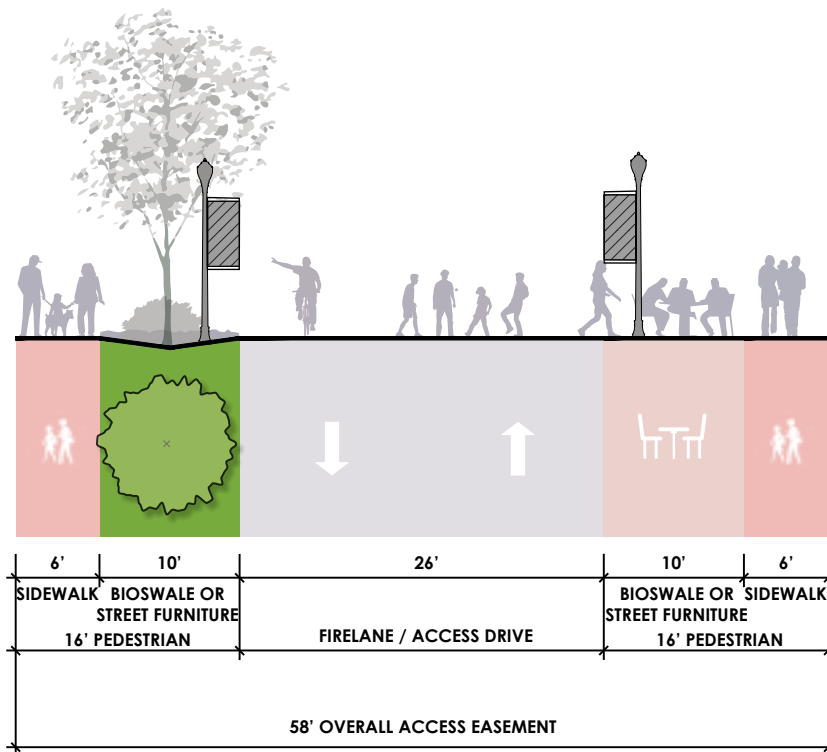 6’ 10’ 26’ 10’ 6’
SIDEWALK BIOSWALE OR BIOSWALE OR SIDEWALK
STREET FURNITURE STREET FURNITURE
16’ PEDESTRIAN FIRELANE / ACCESS DRIVE 16’ PEDESTRIAN
58’ OVERALL ACCESS EASEMENT